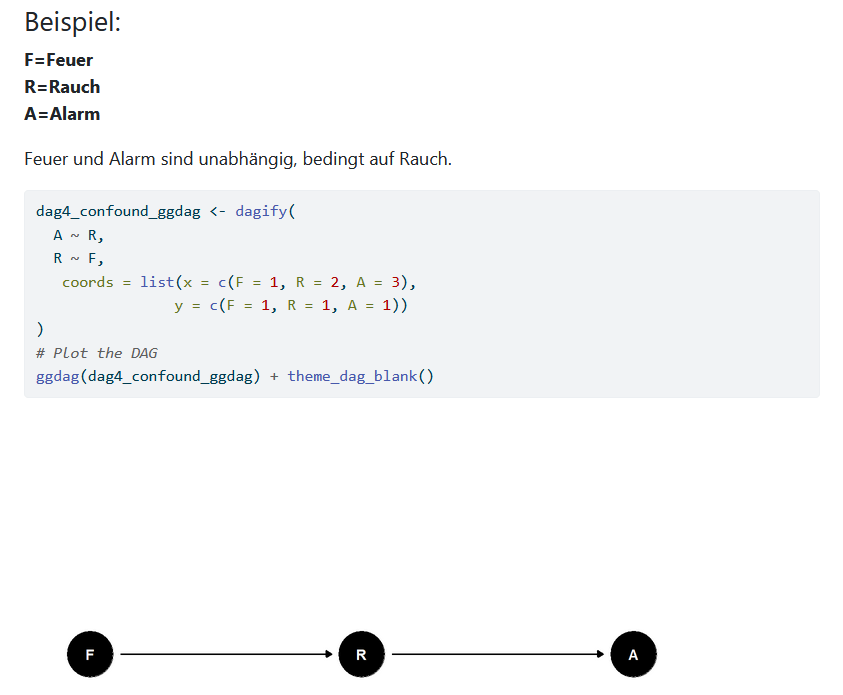 Beispiel:
F=Feuer
R=Rauch
A=Alarm
Feuer und Alarm sind unabhängig, bedingt auf Rauch.
dag4_confound_ggdag <- dagify(
  A ~ R,
  R ~ F,
   coords = list(x = c(F = 1, R = 2, A = 3),
                y = c(F = 1, R = 1, A = 1))
)
# Plot the DAG
ggdag(dag4_confound_ggdag) + theme_dag_blank()
F R A